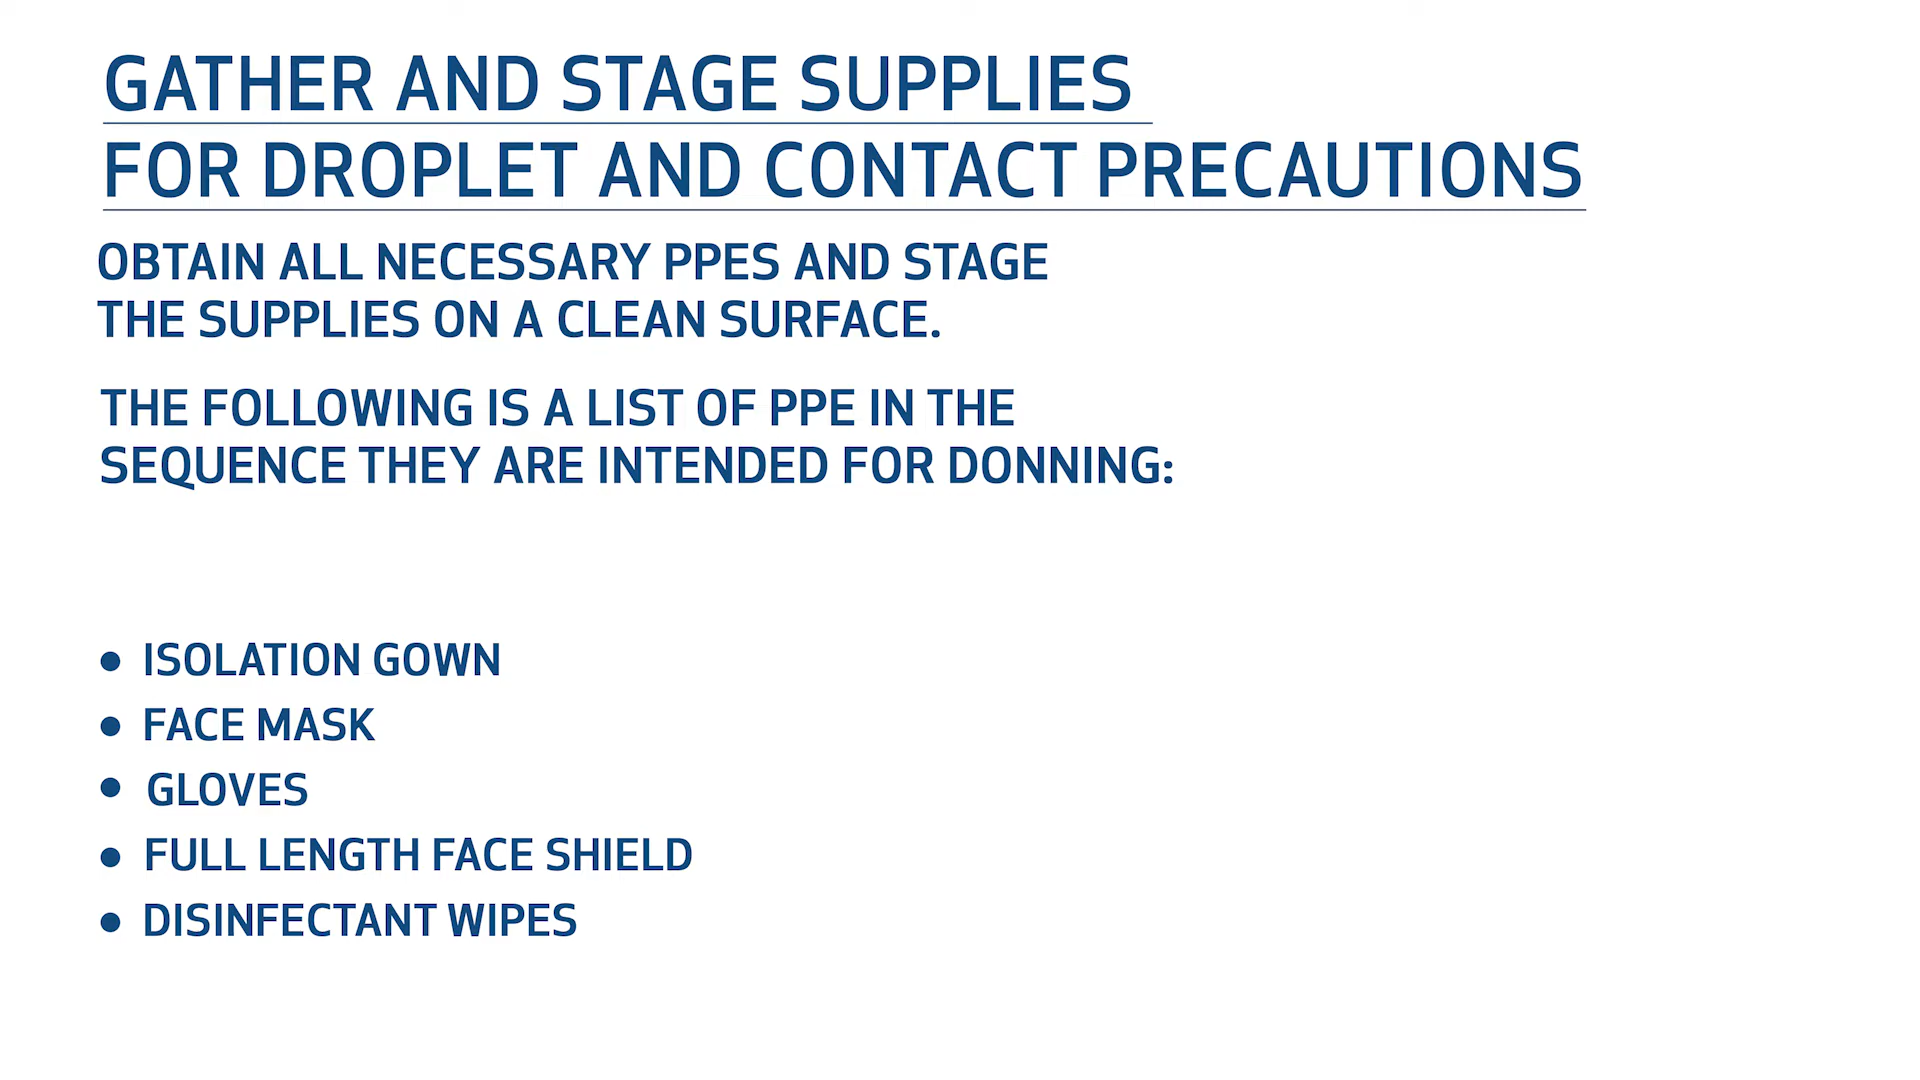 GATHER AND STAGE SUPPLIES
FOR DROPLET AND CONTACT PRECAUTIONS
OBTAIN ALL NECESSARY PPES AND STAGE
THE SUPPLIES ON A CLEAN SURFACE.
THE FOLLOWING IS A LIST OF PPE IN THE
SEQUENCE THEY ARE INTENDED FOR DONNING:
• ISOLATION GOWN
• FACE MASK
• GLOVES
• FULL LENGTH FACE SHIELD
• DISINFECTANT WIPES